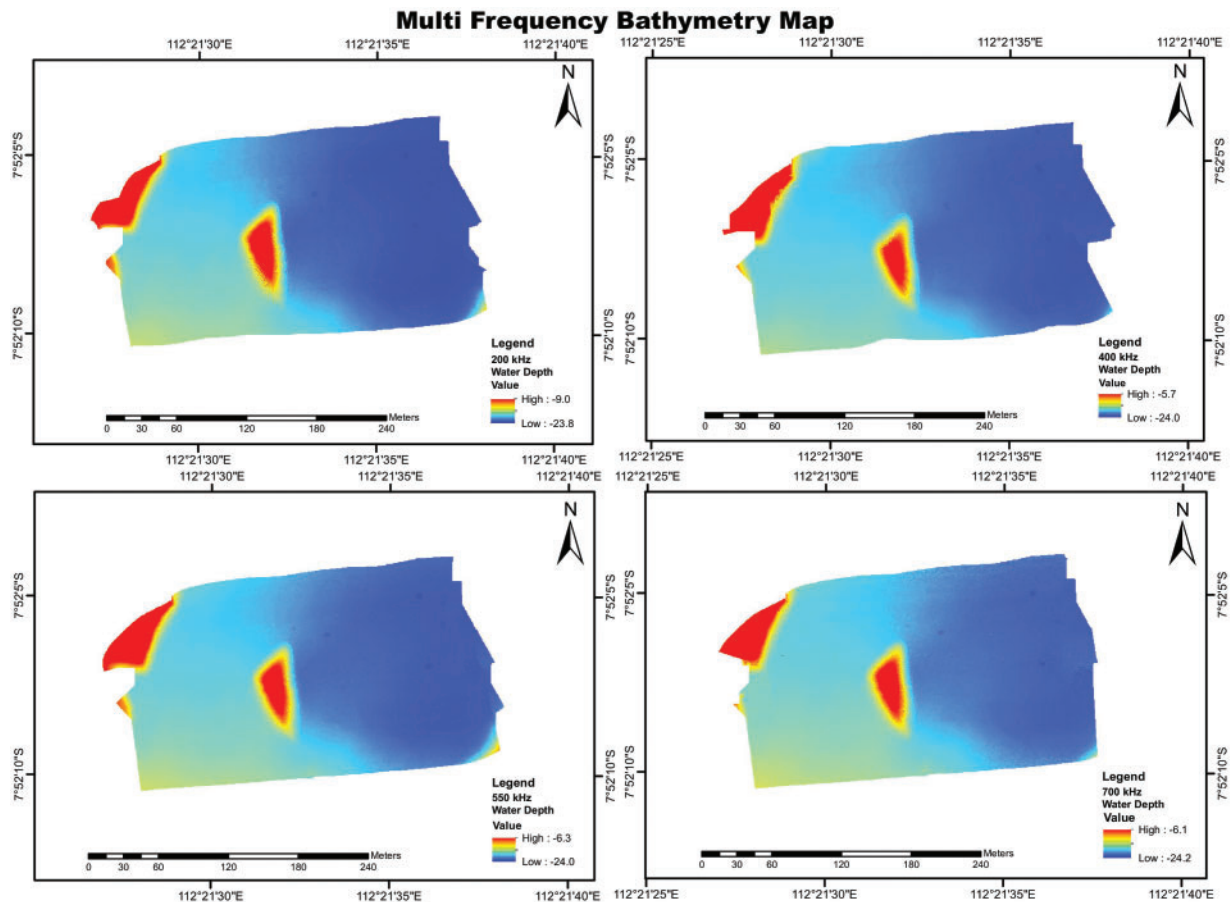 Multi Frequency Bathymetry Map
112°21'30"E 112°21'35"E 112°21'40"E
N
7°52'5"S
7°52'5"S
7°52'10"S
7°52'10"S
Legend
200 kHz
Water Depth
Value
High : -9.0
Low : -23.8
Meters
0 30 60 120 180 240
112°21'30"E 112°21'35"E 112°21'40"E
112°21'25"E 112°21'30"E 112°21'35"E 112°21'40"E
N
7°52'5"S
7°52'5"S
7°52'10"S
7°52'10"S
Legend
400 kHz
Water Depth
Value
High : -5.7
Low : -24.0
Meters
0 30 60 120 180 240
112°21'25"E 112°21'30"E 112°21'35"E 112°21'40"E
112°21'30"E 112°21'35"E 112°21'40"E
N
7°52'5"S
7°52'5"S
7°52'10"S
7°52'10"S
Legend
550 kHz
Water Depth
Value
High : -6.3
Low : -24.0
Meters
0 30 60 120 180 240
112°21'30"E 112°21'35"E 112°21'40"E
112°21'25"E 112°21'30"E 112°21'35"E 112°21'40"E
N
7°52'5"S
7°52'5"S
7°52'10"S
7°52'10"S
Legend
700 kHz
Water Depth
Value
High : -6.1
Low : -24.2
Meters
0 30 60 120 180 240
112°21'25"E 112°21'30"E 112°21'35"E 112°21'40"E